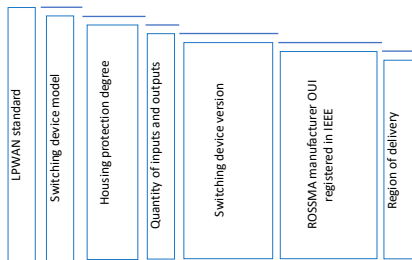 LPWAN standard
Switching device model
Housing protection degree
Quantity of inputs and outputs
Switching device version
ROSSMA manufacturer OUI
registered in IEEE
Region of delivery